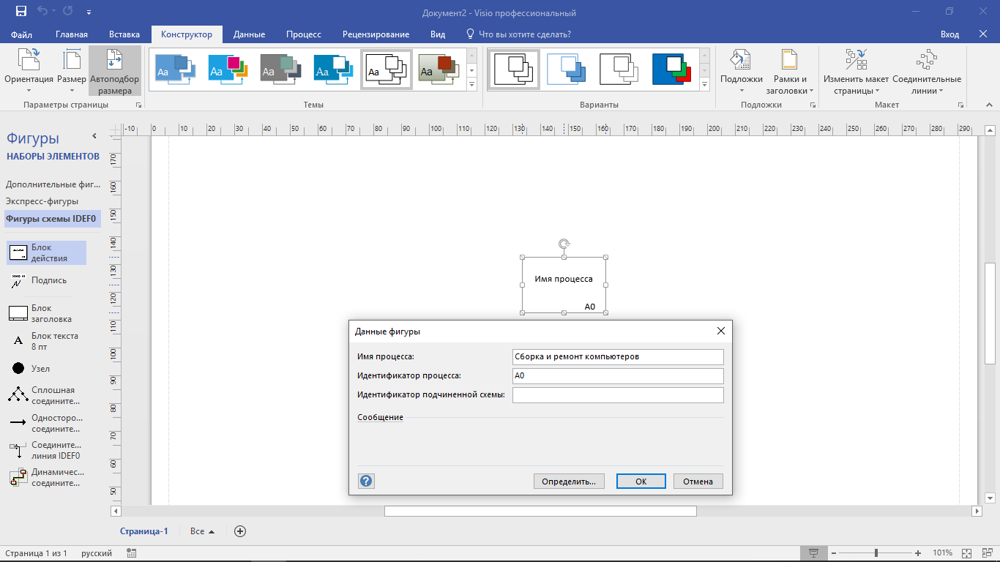 Документ2 - Visio профессиональный
Файл Главная Вставка Конструктор Данные Процесс Рецензирование Вид Что вы хотите сделать? Вход
Ориентация Размер Автоподбор размера
Aa Aa Aa Aa Aa Aa
Подложки Рамки и заголовки
Изменить макет страницы Соединительные линии
Параметры страницы Темы Варианты Подложки Макет
Фигуры
НАБОРЫ ЭЛЕМЕНТОВ
Дополнительные фиг...
Экспресс-фигуры
Фигуры схемы IDEF0
Блок
действия
Подпись
Блок
заголовка
Блок текста
8 пт
Узел
Сплошная
соедините...
Односторо...
соедините...
Соедините...
линия IDEF0
Динамичес...
соедините...
-10 0 10 20 30 40 50 60 70 80 90 100 110 120 130 140 150 160 170 180 190 200 210 220 230 240 250 260 270 280 290
170
160
150
140
130
120
110
100
90
80
70
60
50
Имя процесса
A0
Данные фигуры
Имя процесса: Сборка и ремонт компьютеров
Идентификатор процесса: A0
Идентификатор подчиненной схемы:
Сообщение
? Определить... ОК Отмена
Страница-1 Все
Страница 1 из 1 русский 101%